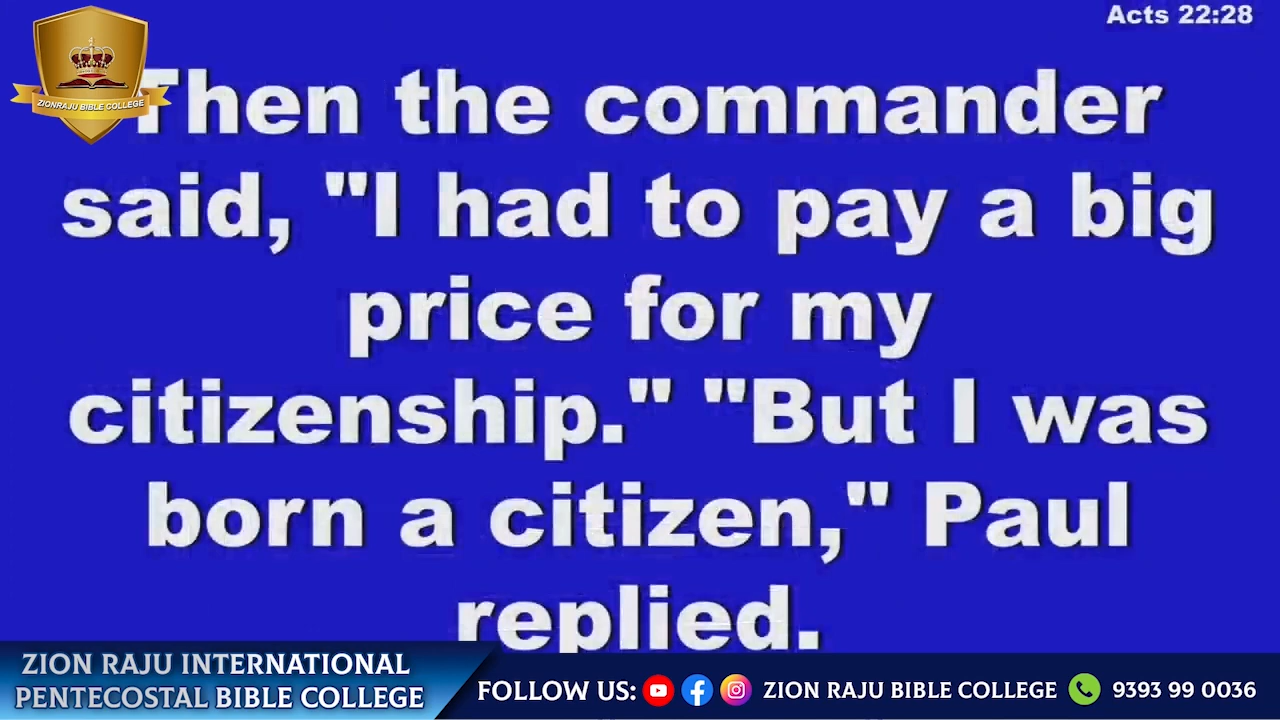 Acts 22:28
ZIONRAJU BIBLE COLLEGE
Then the commander
said, "I had to pay a big
price for my
citizenship." "But I was
born a citizen," Paul
replied.
ZION RAJU INTERNATIONAL
PENTECOSTAL BIBLE COLLEGE
FOLLOW US: ZION RAJU BIBLE COLLEGE 9393 99 0036